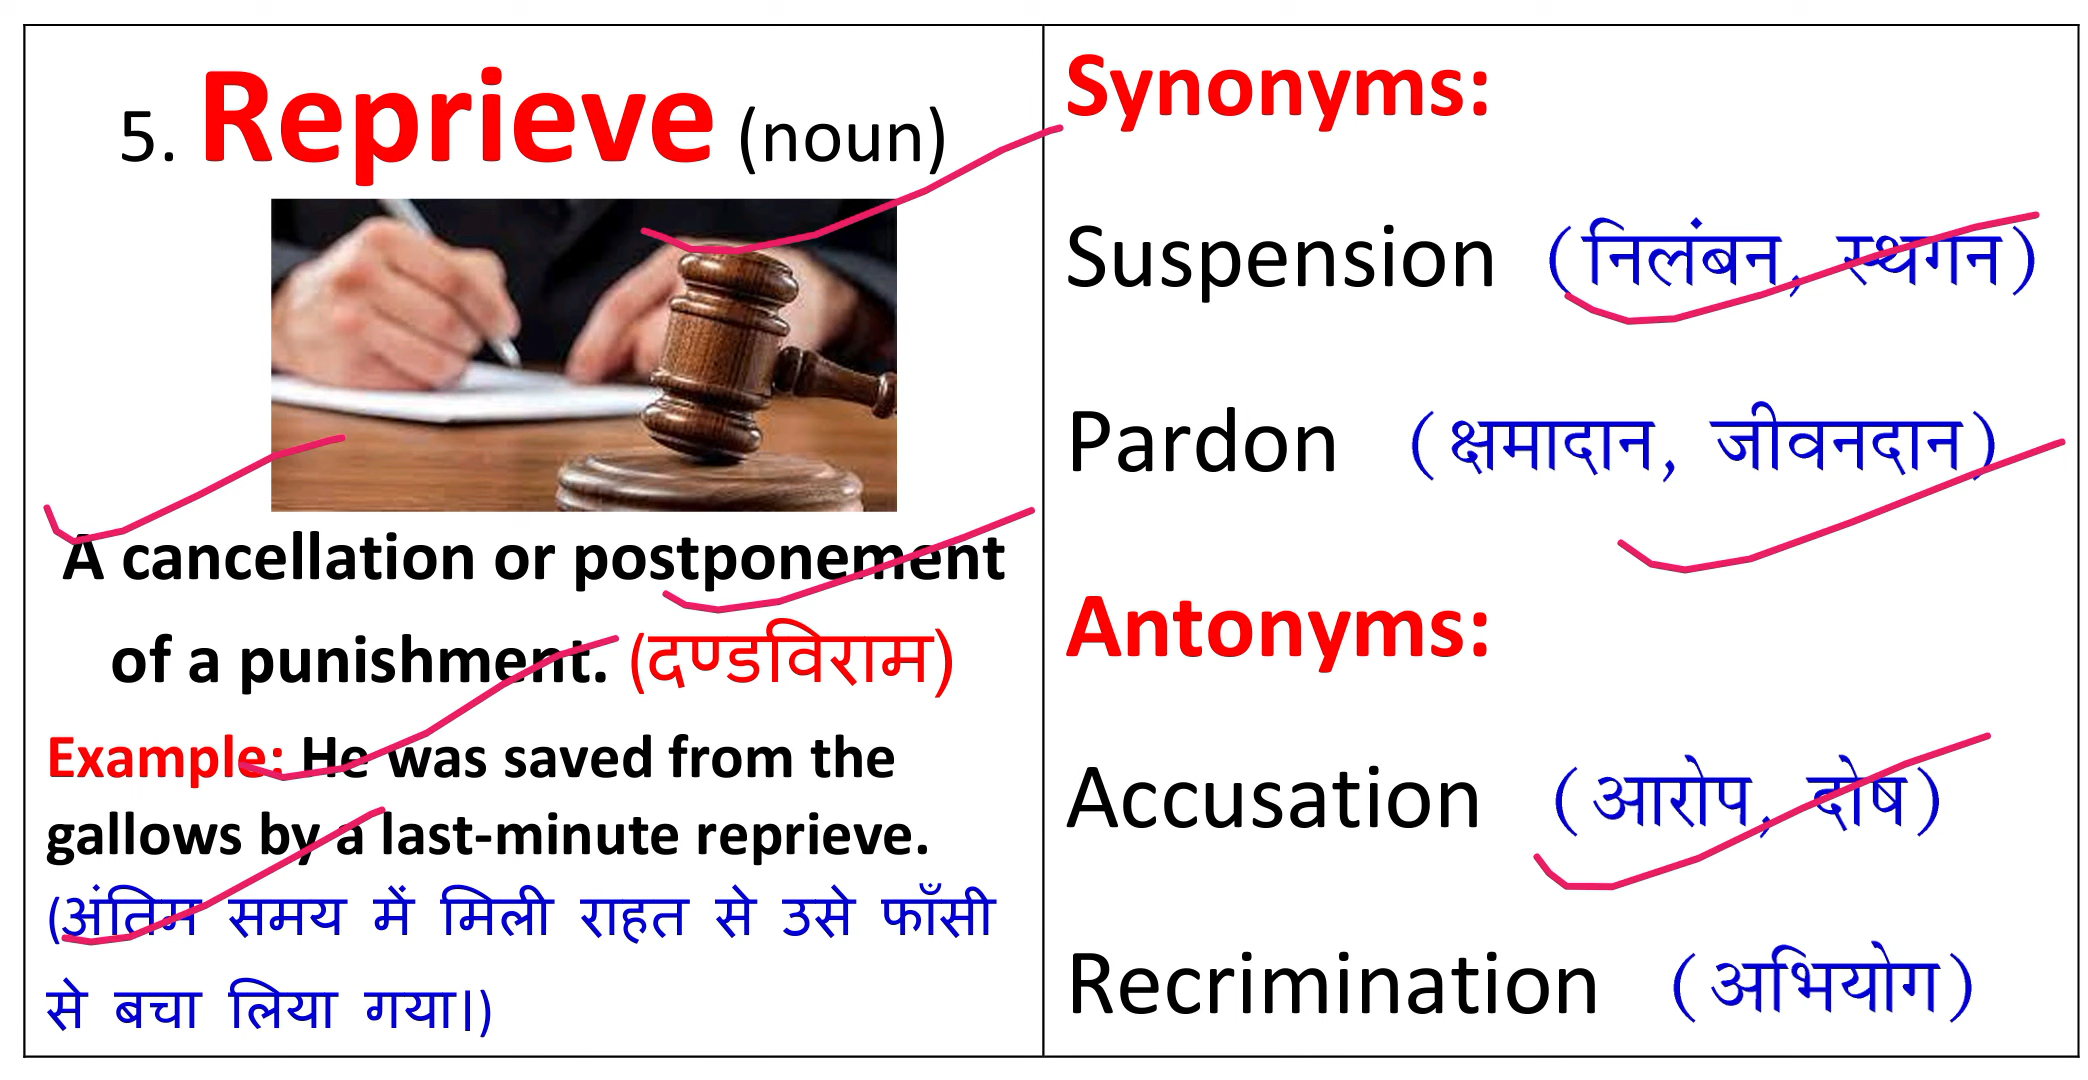 5. Reprieve (noun)
A cancellation or postponement
of a punishment. (दण्डविराम)
Example: He was saved from the
gallows by a last-minute reprieve.
(अंतिम समय में मिली राहत से उसे फाँसी
से बचा लिया गया।)
Synonyms:
Suspension (निलंबन, स्थगन)
Pardon (क्षमादान, जीवनदान)
Antonyms:
Accusation (आरोप, दोष)
Recrimination (अभियोग)